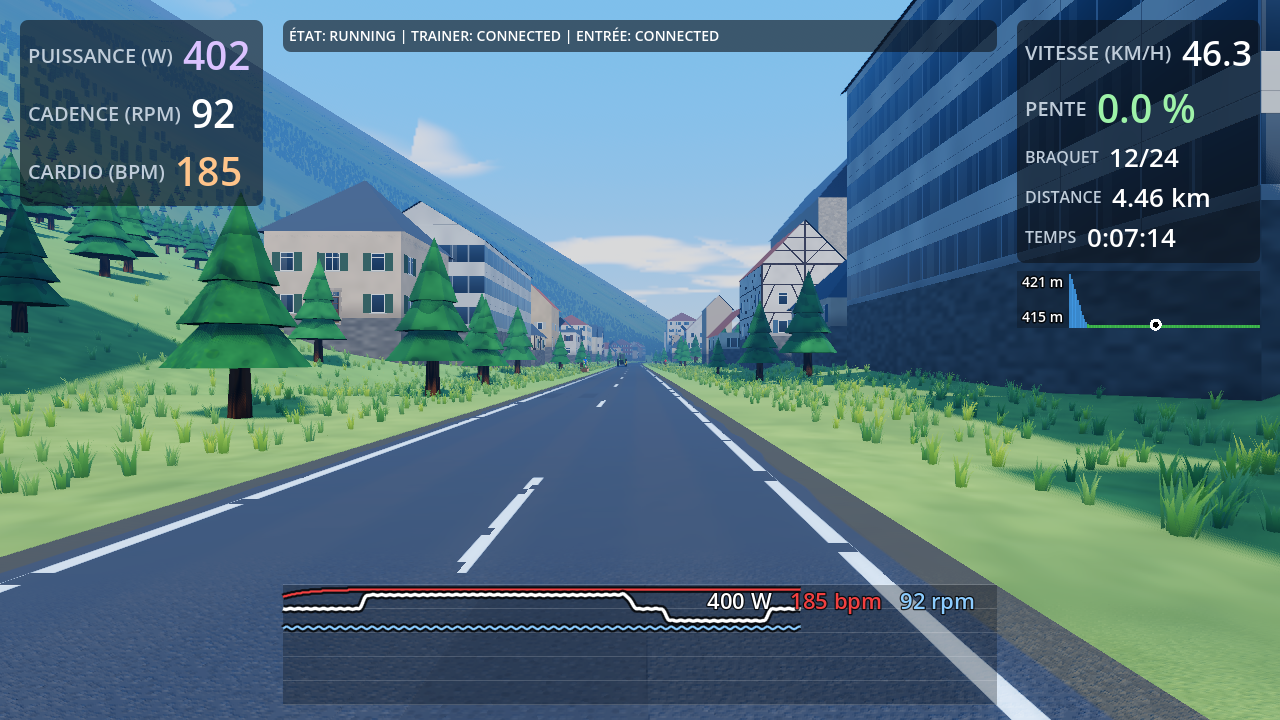 PUISSANCE (W) 402
CADENCE (RPM) 92
CARDIO (BPM) 185
ÉTAT: RUNNING | TRAINER: CONNECTED | ENTRÉE: CONNECTED
VITESSE (KM/H) 46.3
PENTE 0.0 %
BRAQUET 12/24
DISTANCE 4.46 km
TEMPS 0:07:14
421 m
415 m
400 W 185 bpm 92 rpm